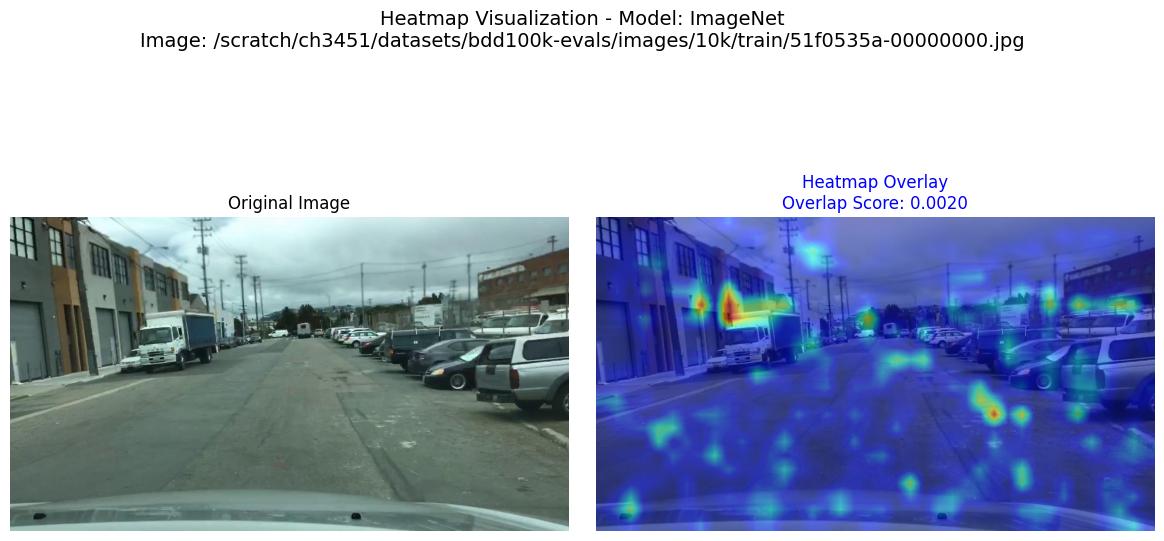 Heatmap Visualization - Model: ImageNet
Image: /scratch/ch3451/datasets/bdd100k-evals/images/10k/train/51f0535a-00000000.jpg
Original Image
Heatmap Overlay
Overlap Score: 0.0020